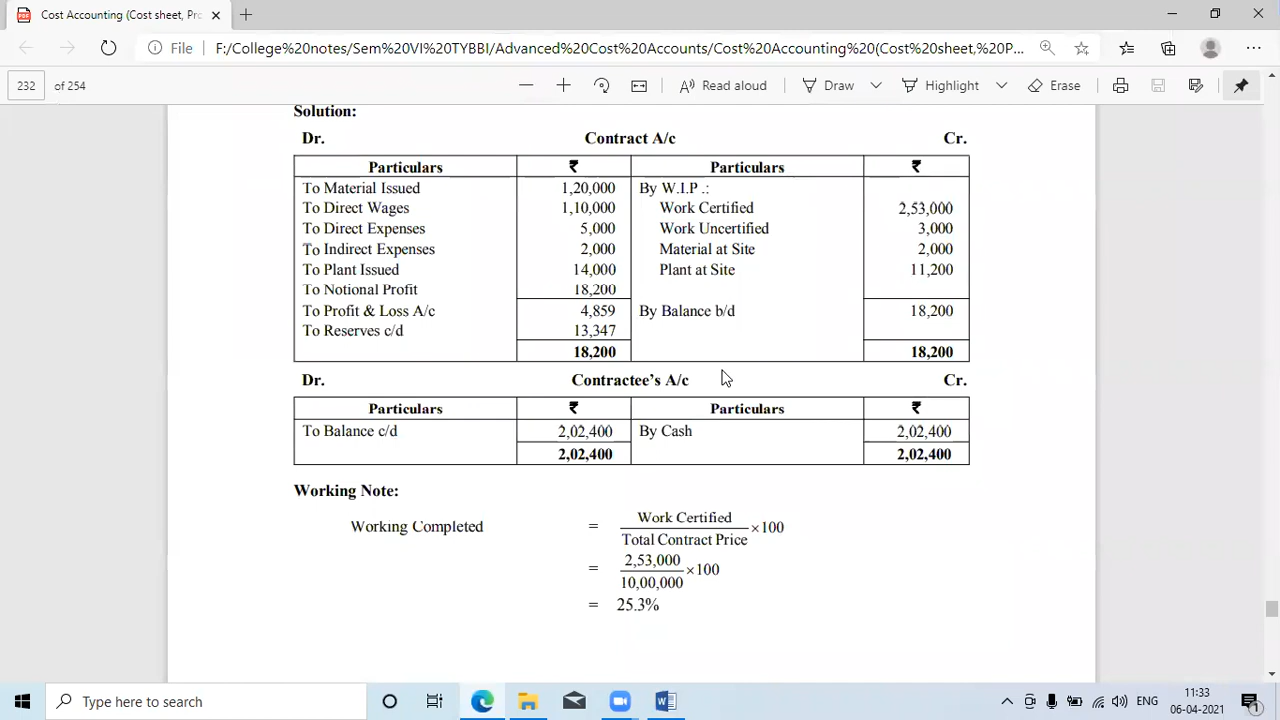 Cost Accounting (Cost sheet, Pro
File F:/College%20notes/Sem%20VI%20TYBBI/Advanced%20Cost%20Accounts/Cost%20Accounting%20(Cost%20sheet,%20P...
232 of 254 Read aloud Draw Highlight Erase
Solution:
Dr. Contract A/c Cr.
Particulars ₹ Particulars ₹
To Material Issued 1,20,000 By W.I.P .:
To Direct Wages 1,10,000 Work Certified 2,53,000
To Direct Expenses 5,000 Work Uncertified 3,000
To Indirect Expenses 2,000 Material at Site 2,000
To Plant Issued 14,000 Plant at Site 11,200
To Notional Profit 18,200
To Profit & Loss A/c 4,859 By Balance b/d 18,200
To Reserves c/d 13,347
18,200 18,200
Dr. Contractee's A/c Cr.
Particulars ₹ Particulars ₹
To Balance c/d 2,02,400 By Cash 2,02,400
2,02,400 2,02,400
Working Note:
Working Completed = Work Certified / Total Contract Price ×100
= 2,53,000 / 10,00,000 ×100
= 25.3%
Type here to search
ENG 11:33
06-04-2021